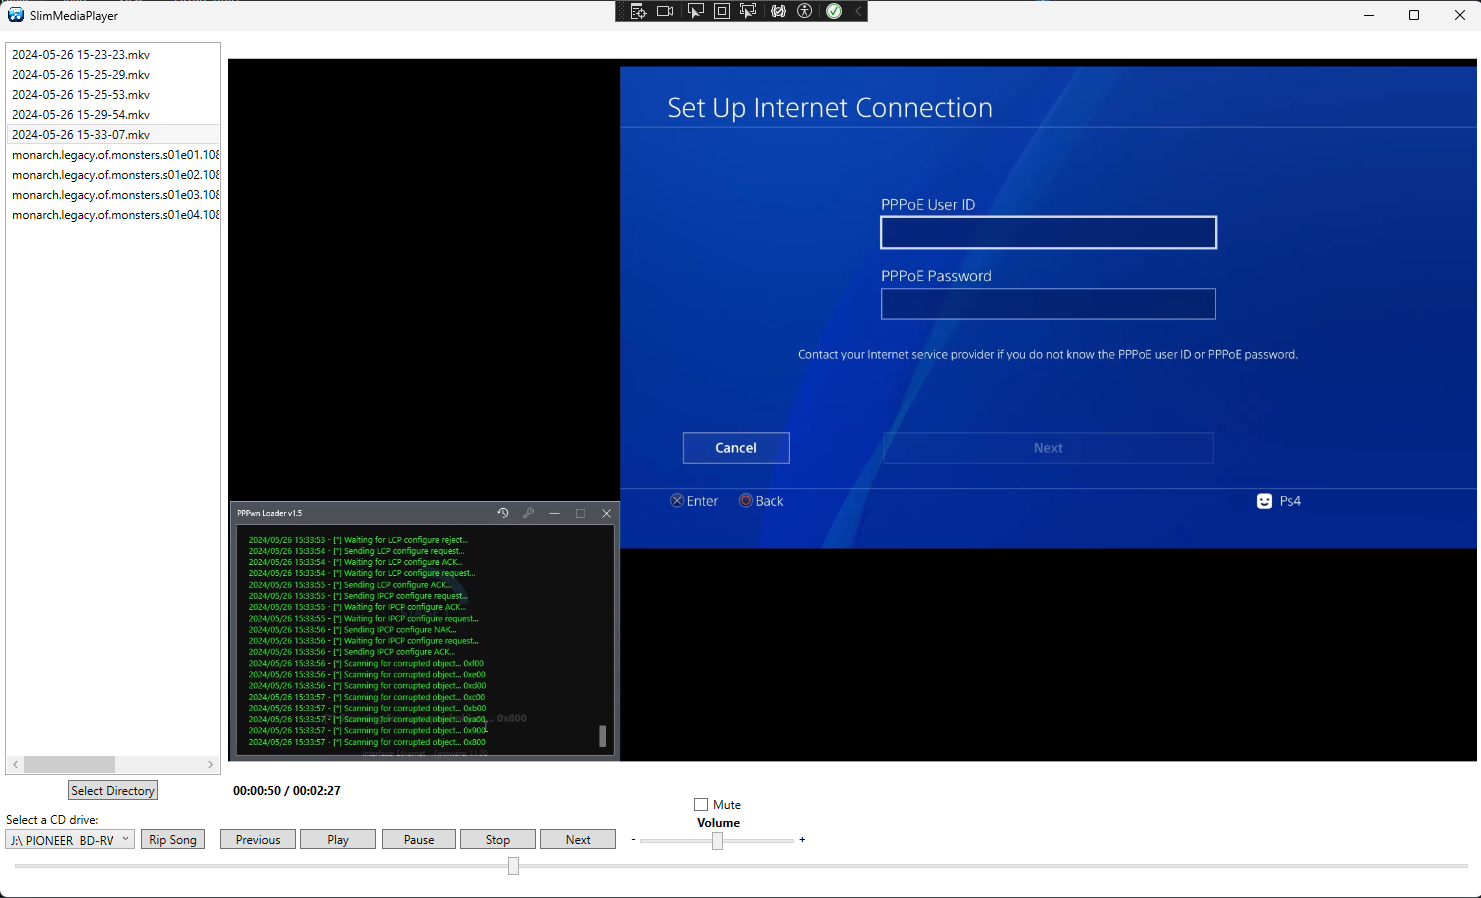 SlimMediaPlayer
2024-05-26 15-23-23.mkv
2024-05-26 15-25-29.mkv
2024-05-26 15-25-53.mkv
2024-05-26 15-29-54.mkv
2024-05-26 15-33-07.mkv
monarch.legacy.of.monsters.s01e01.108
monarch.legacy.of.monsters.s01e02.108
monarch.legacy.of.monsters.s01e03.108
monarch.legacy.of.monsters.s01e04.108
Set Up Internet Connection
PPPoE User ID
PPPoE Password
Contact your Internet service provider if you do not know the PPPoE user ID or PPPoE password.
Cancel
Next
Enter
Back
Ps4
PPPwn Loader v1.5
2024/05/26 15:33:53 - [*] Waiting for LCP configure reject...
2024/05/26 15:33:54 - [*] Sending LCP configure request...
2024/05/26 15:33:54 - [*] Waiting for LCP configure ACK...
2024/05/26 15:33:54 - [*] Waiting for LCP configure request...
2024/05/26 15:33:55 - [*] Sending LCP configure ACK...
2024/05/26 15:33:55 - [*] Sending IPCP configure request...
2024/05/26 15:33:55 - [*] Waiting for IPCP configure ACK...
2024/05/26 15:33:55 - [*] Waiting for IPCP configure request...
2024/05/26 15:33:56 - [*] Sending IPCP configure NAK...
2024/05/26 15:33:56 - [*] Waiting for IPCP configure request...
2024/05/26 15:33:56 - [*] Sending IPCP configure ACK...
2024/05/26 15:33:56 - [*] Scanning for corrupted object... 0xf00
2024/05/26 15:33:56 - [*] Scanning for corrupted object... 0xe00
2024/05/26 15:33:56 - [*] Scanning for corrupted object... 0xd00
2024/05/26 15:33:57 - [*] Scanning for corrupted object... 0xc00
2024/05/26 15:33:57 - [*] Scanning for corrupted object... 0xb00
2024/05/26 15:33:57 - [*] Scanning for corrupted object... 0xa00
... 0x800
2024/05/26 15:33:57 - [*] Scanning for corrupted object... 0x900
2024/05/26 15:33:57 - [*] Scanning for corrupted object... 0x800
Interface: Ethernet Firmware: 11.00
Select Directory
00:00:50 / 00:02:27
Mute
Volume
Select a CD drive:
J:\ PIONEER BD-RW
Rip Song
Previous
Play
Pause
Stop
Next
- +